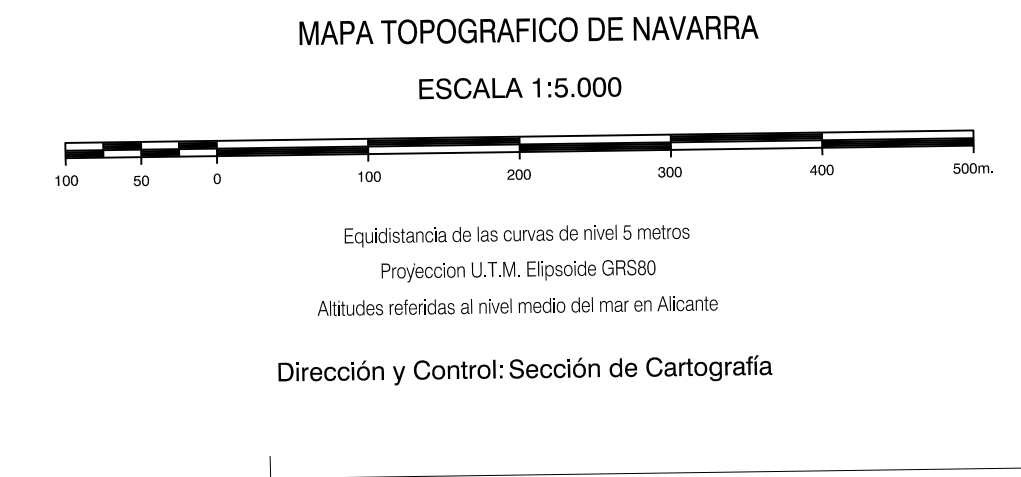 MAPA TOPOGRAFICO DE NAVARRA
ESCALA 1:5.000
100 50 0 100 200 300 400 500m.
Equidistancia de las curvas de nivel 5 metros
Proyeccion U.T.M. Elipsoide GRS80
Altitudes referidas al nivel medio del mar en Alicante
Dirección y Control: Sección de Cartografía